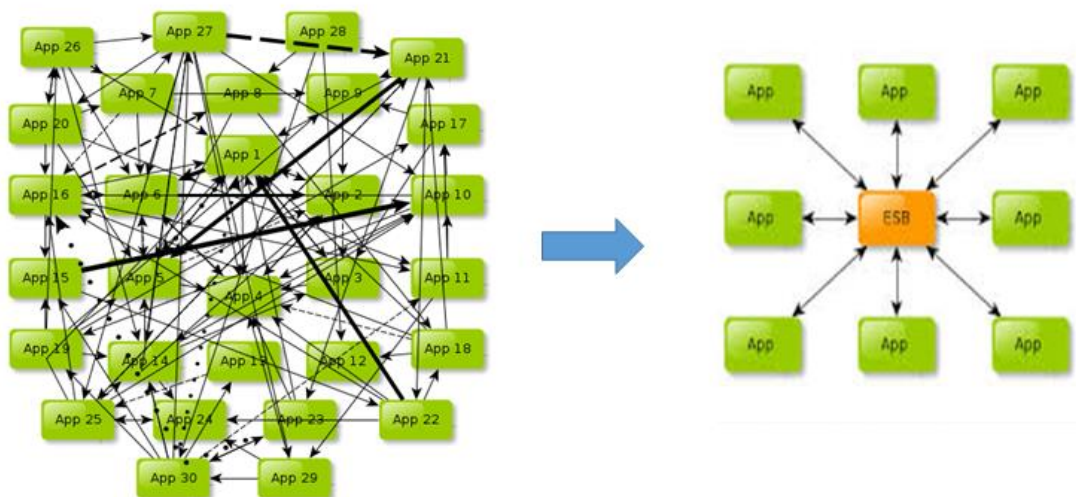 App 26
App 27
App 28
App 21
App 7
App 8
App 9
App 20
App 17
App 1
App 16
App 6
App 2
App 10
App 15
App 5
App 4
App 3
App 11
App 19
App 14
App 13
App 12
App 18
App 25
App 24
App 23
App 22
App 30
App 29
App
App
App
App
ESB
App
App
App
App